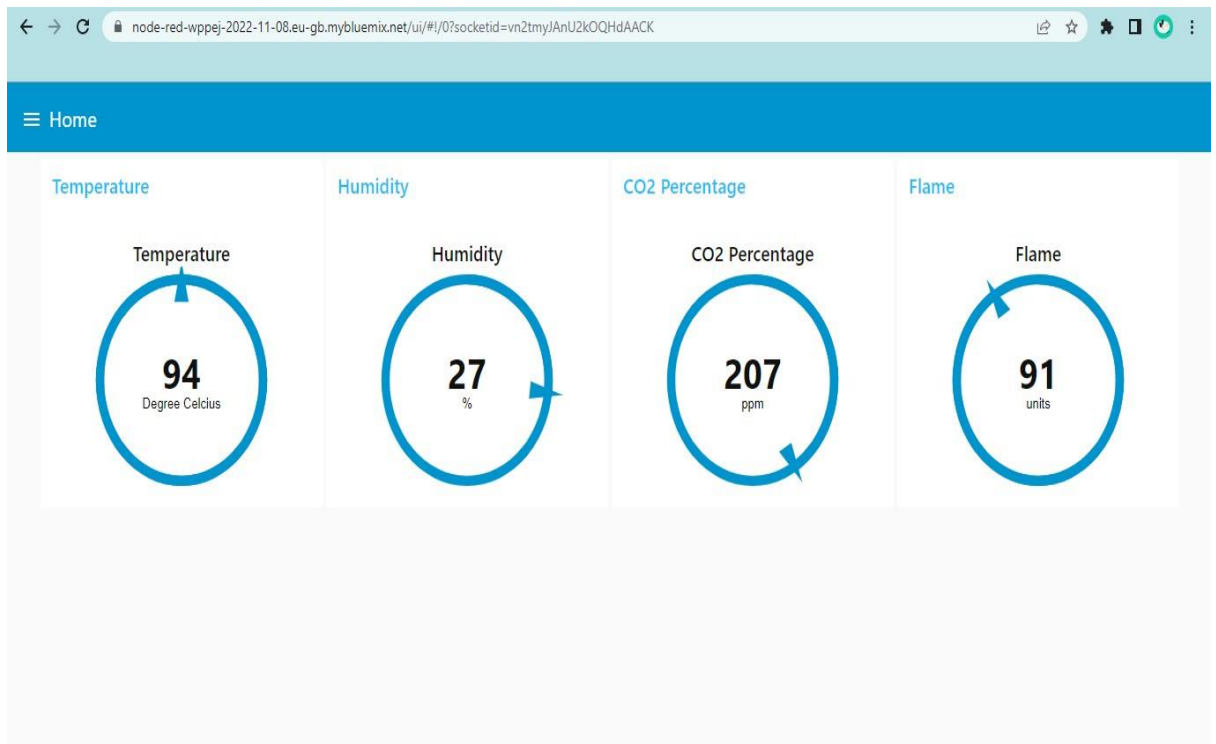 node-red-wppej-2022-11-08.eu-gb.mybluemix.net/ui/#!/0?socketid=vn2tmyJAnU2kOQHdAACK
Home
Temperature
Humidity
CO2 Percentage
Flame
Temperature
94
Degree Celcius
Humidity
27
%
CO2 Percentage
207
ppm
Flame
91
units